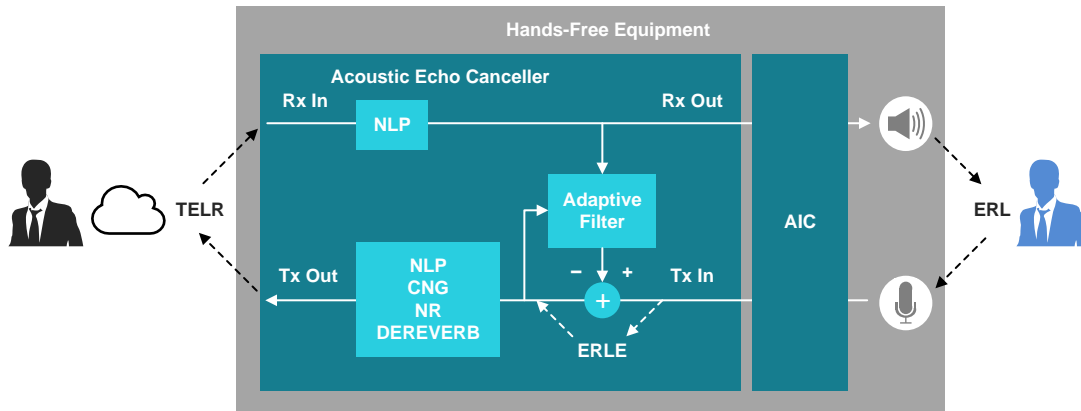 Hands-Free Equipment
Acoustic Echo Canceller
Rx In
Rx Out
NLP
Adaptive
Filter
TELR
AIC
ERL
Tx Out
NLP
CNG
NR
DEREVERB
− +
Tx In
+
ERLE